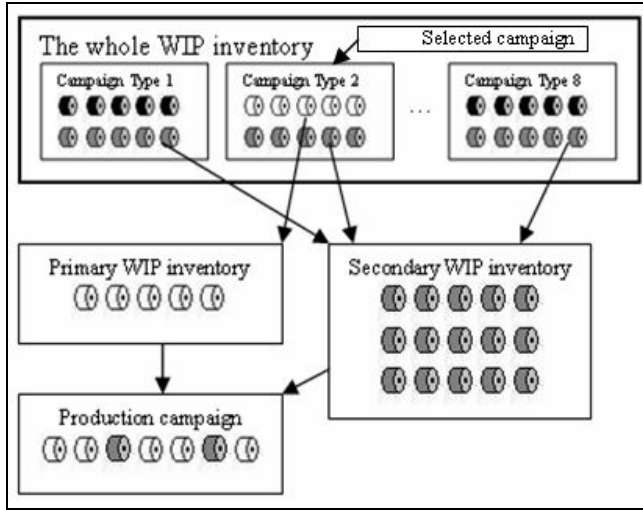 The whole WIP inventory
Selected campaign
Campaign Type 1
Campaign Type 2
...
Campaign Type 8
Primary WIP inventory
Secondary WIP inventory
Production campaign